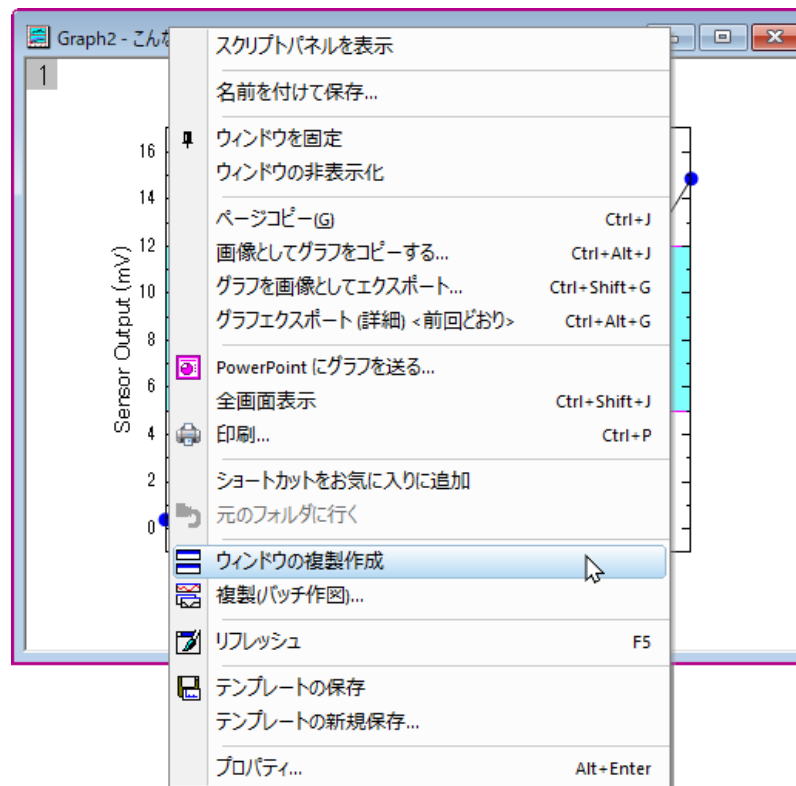 Graph2 - こんな
1
スクリプトパネルを表示
名前を付けて保存...
ウィンドウを固定
ウィンドウの非表示化
ページコピー(G) Ctrl+J
画像としてグラフをコピーする... Ctrl+Alt+J
グラフを画像としてエクスポート... Ctrl+Shift+G
グラフエクスポート (詳細) <前回どおり> Ctrl+Alt+G
PowerPoint にグラフを送る...
全画面表示 Ctrl+Shift+J
印刷... Ctrl+P
ショートカットをお気に入りに追加
元のフォルダに行く
ウィンドウの複製作成
複製(バッチ作図)...
リフレッシュ F5
テンプレートの保存
テンプレートの新規保存...
プロパティ... Alt+Enter
Sensor Output (mV)
16
14
12
10
8
6
4
2
0